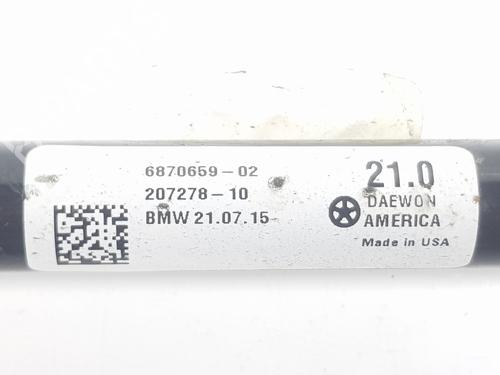 6870659-02
207278-10
BMW 21.07.15
21.0
DAEWON
AMERICA
Made in USA